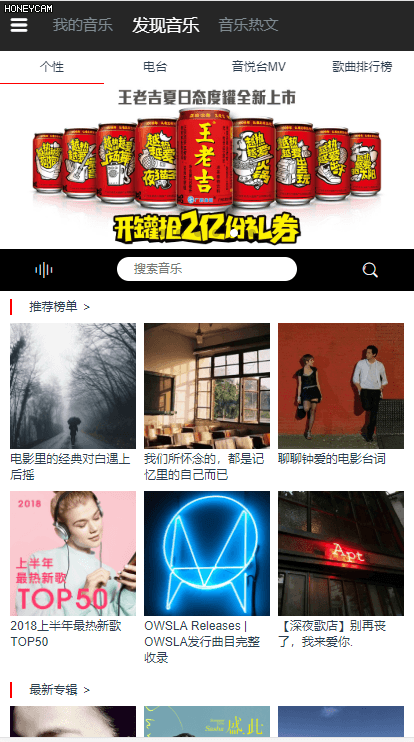 HONEYCAM
我的音乐 发现音乐 音乐热文
个性 电台 音悦台MV 歌曲排行榜
王老吉夏日态度罐全新上市
王老吉
开罐抢2亿份礼券
搜索音乐
推荐榜单 >
电影里的经典对白遇上
后摇
我们所怀念的，都是记
忆里的自己而已
聊聊钟爱的电影台词
2018
上半年
最热新歌
TOP50
Apt
2018上半年最热新歌
TOP50
OWSLA Releases |
OWSLA发行曲目完整
收录
【深夜歌店】别再丧
了，我来爱你.
最新专辑 >
盛此